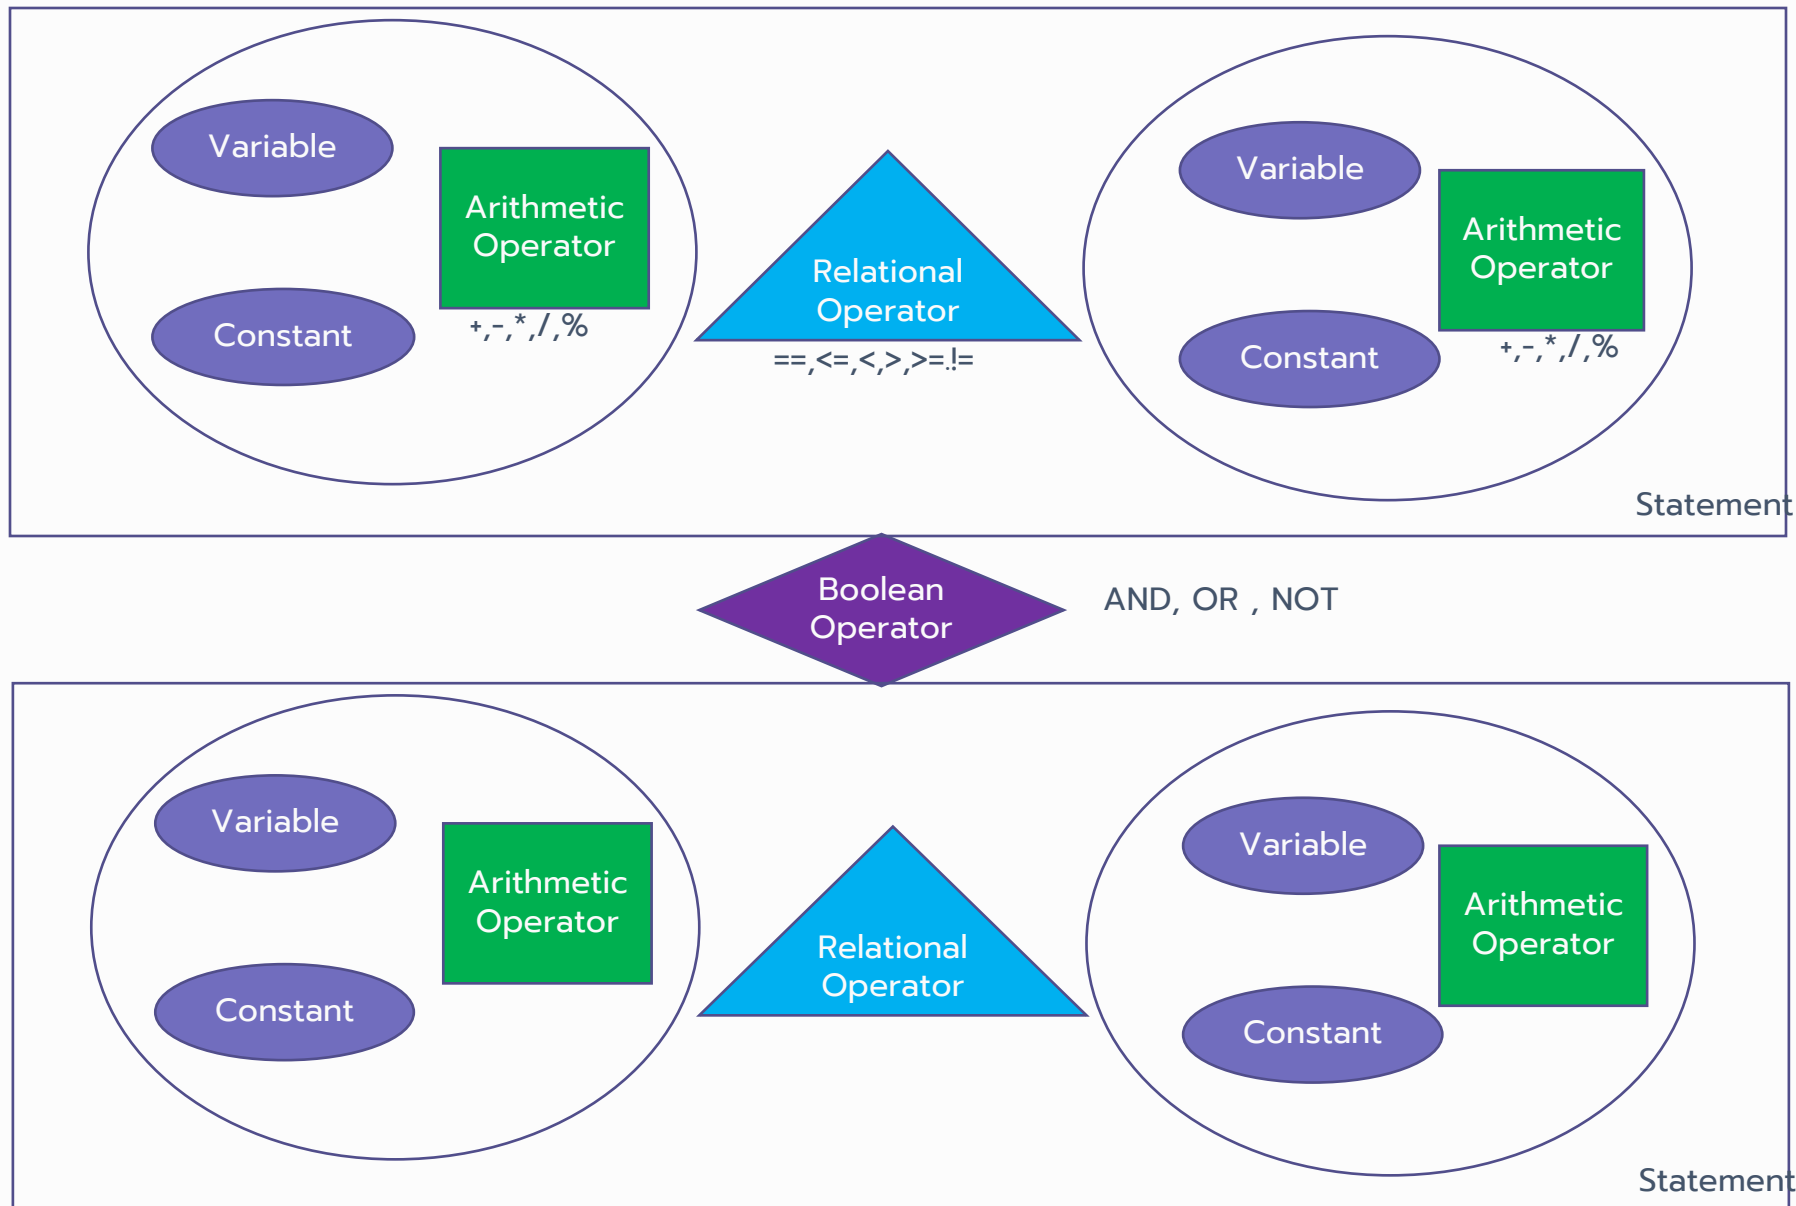 Variable
Arithmetic
Operator
+,-,*,/,%
Constant
Relational
Operator
==,<=,<,>,>=.!=
Variable
Arithmetic
Operator
+,-,*,/,%
Constant
Statement
Boolean
Operator
AND, OR , NOT
Variable
Arithmetic
Operator
Constant
Relational
Operator
Variable
Arithmetic
Operator
Constant
Statement